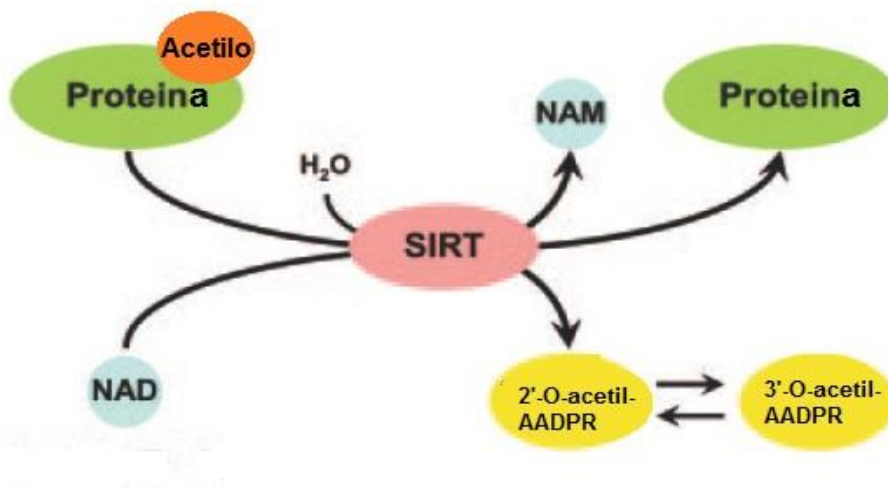 Acetilo
Proteina
NAM
Proteina
H₂O
SIRT
NAD
2'-O-acetil-
AADPR
3'-O-acetil-
AADPR